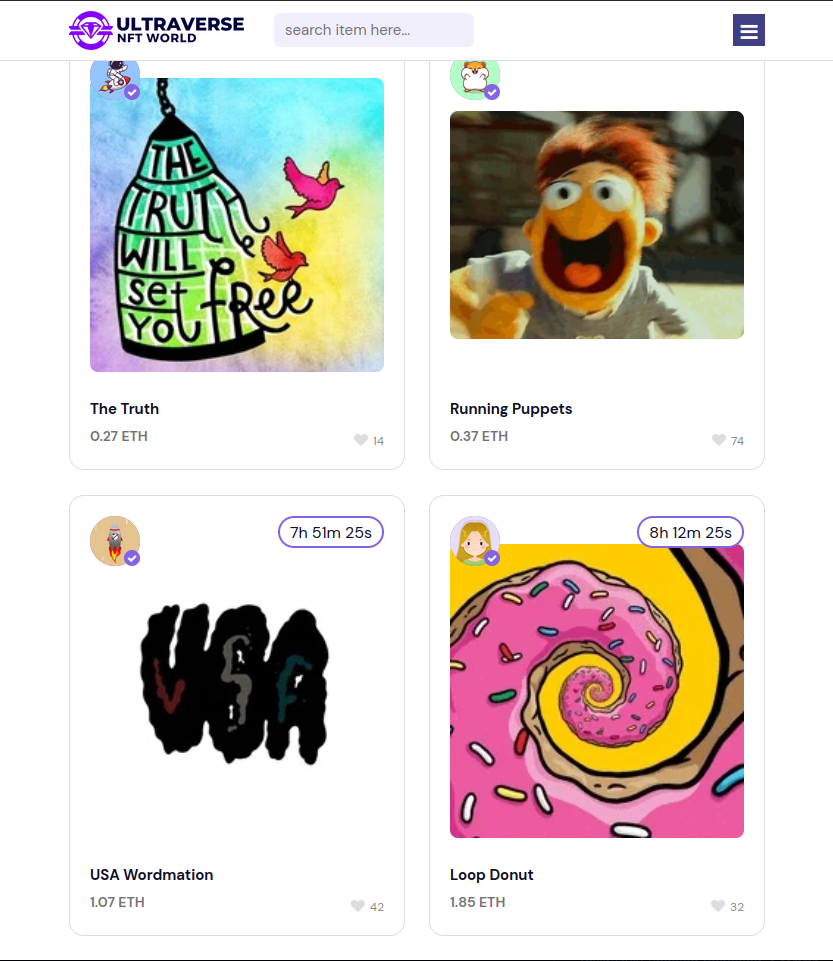 ULTRAVERSE
NFT WORLD
search item here...
THE
TRUTH
WILL
Set
YOU FREE
The Truth
0.27 ETH
14
Running Puppets
0.37 ETH
74
7h 51m 25s
USA
USA Wordmation
1.07 ETH
42
8h 12m 25s
Loop Donut
1.85 ETH
32